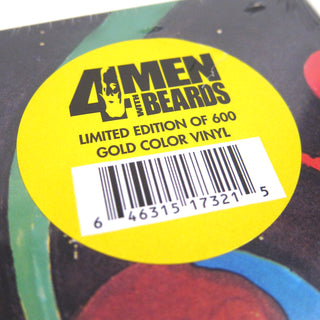 4 MEN
WITH BEARDS
LIMITED EDITION OF 600
GOLD COLOR VINYL
6 46315 17321 5